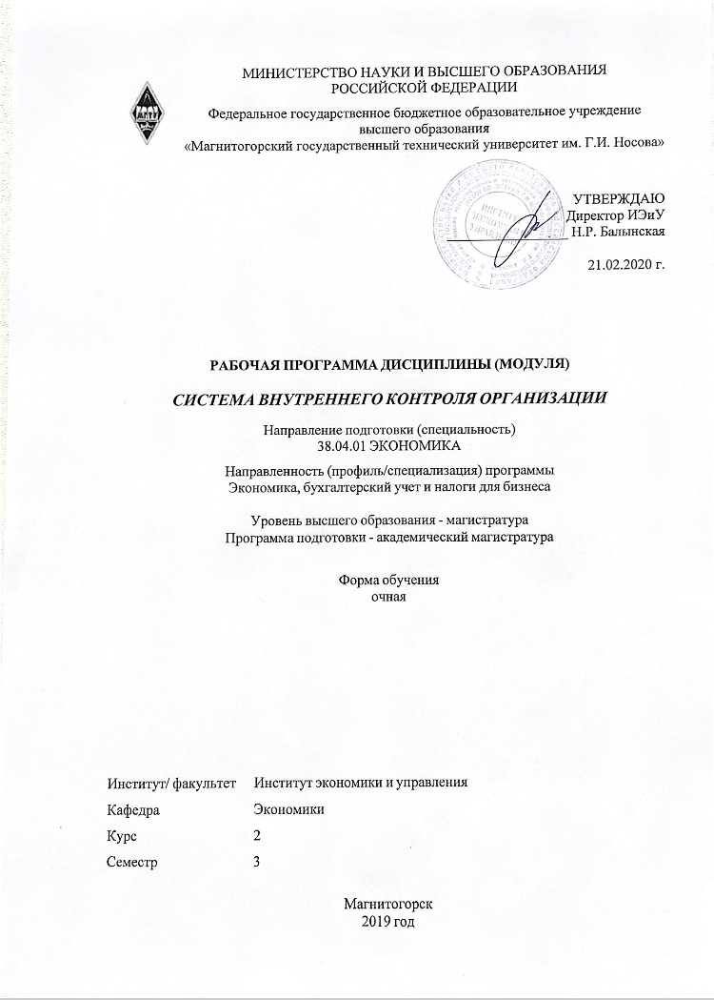 МИНИСТЕРСТВО НАУКИ И ВЫСШЕГО ОБРАЗОВАНИЯ
РОССИЙСКОЙ ФЕДЕРАЦИИ
Федеральное государственное бюджетное образовательное учреждение
высшего образования
«Магнитогорский государственный технический университет им. Г.И. Носова»
УТВЕРЖДАЮ
Директор ИЭиУ
Н.Р. Балынская
21.02.2020 г.
ИНСТИТУТ
ЭКОНОМИКИ И
УПРАВЛЕНИЯ
РАБОЧАЯ ПРОГРАММА ДИСЦИПЛИНЫ (МОДУЛЯ)
СИСТЕМА ВНУТРЕННЕГО КОНТРОЛЯ ОРГАНИЗАЦИИ
Направление подготовки (специальность)
38.04.01 ЭКОНОМИКА
Направленность (профиль/специализация) программы
Экономика, бухгалтерский учет и налоги для бизнеса
Уровень высшего образования - магистратура
Программа подготовки - академический магистратура
Форма обучения
очная
Институт/ факультет Институт экономики и управления
Кафедра Экономики
Курс 2
Семестр 3
Магнитогорск
2019 год